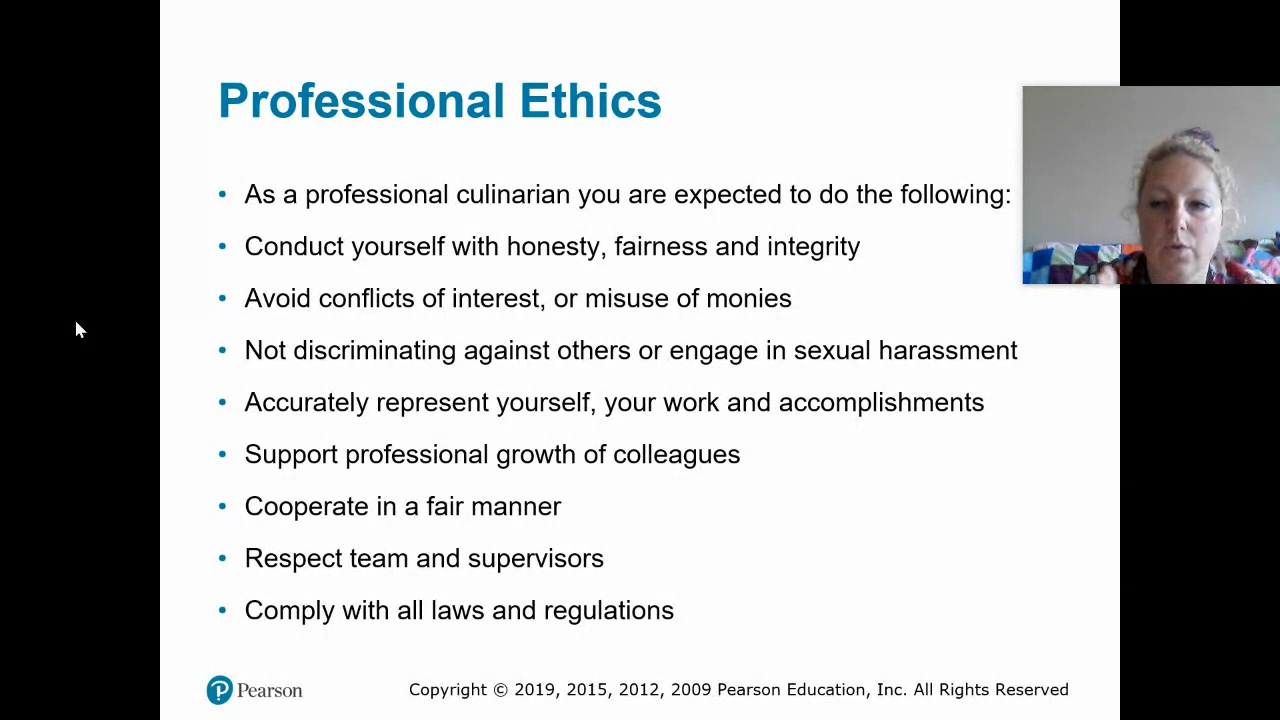 Professional Ethics
• As a professional culinarian you are expected to do the following:
• Conduct yourself with honesty, fairness and integrity
• Avoid conflicts of interest, or misuse of monies
• Not discriminating against others or engage in sexual harassment
• Accurately represent yourself, your work and accomplishments
• Support professional growth of colleagues
• Cooperate in a fair manner
• Respect team and supervisors
• Comply with all laws and regulations
P Pearson
Copyright © 2019, 2015, 2012, 2009 Pearson Education, Inc. All Rights Reserved